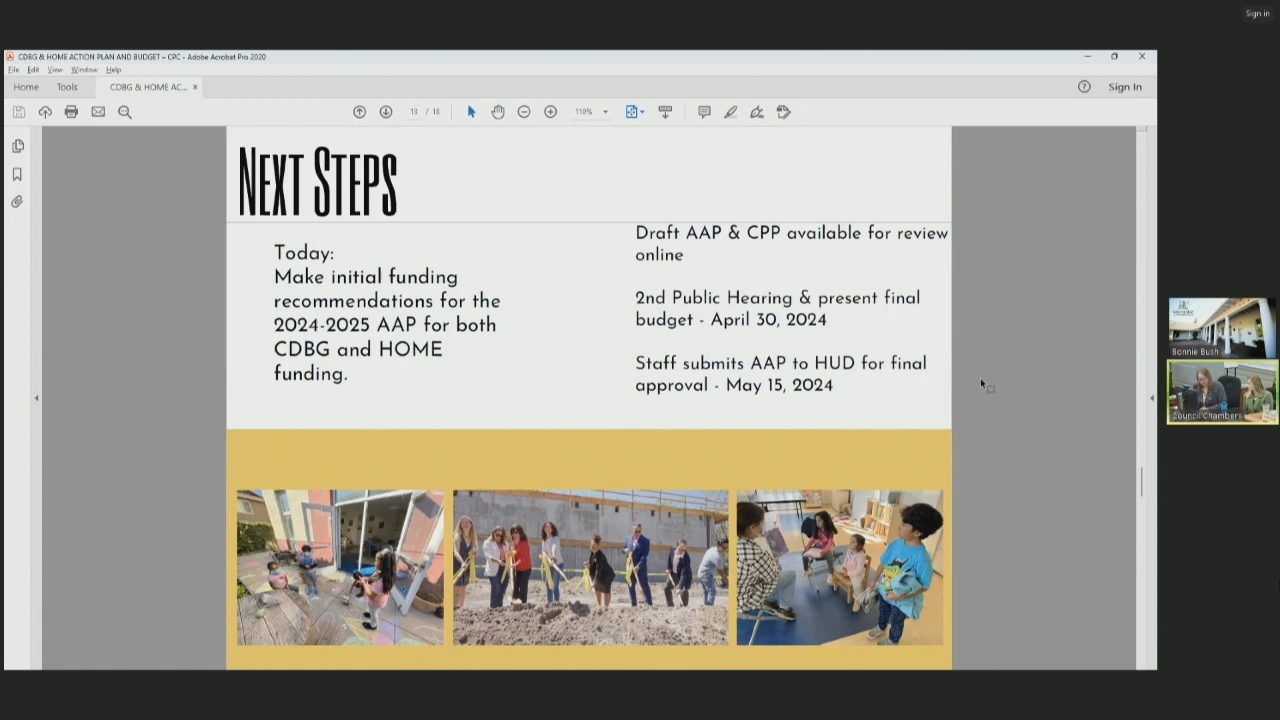 Sign in
CDBG & HOME ACTION PLAN AND BUDGET - CPC - Adobe Acrobat Pro 2020
File Edit View Window Help
Home Tools CDBG & HOME AC... × Sign In
13 / 18 110%
NEXT STEPS
Today:
Make initial funding
recommendations for the
2024-2025 AAP for both
CDBG and HOME
funding.
Draft AAP & CPP available for review
online
2nd Public Hearing & present final
budget - April 30, 2024
Staff submits AAP to HUD for final
approval - May 15, 2024
Bonnie Bush
Council Chambers